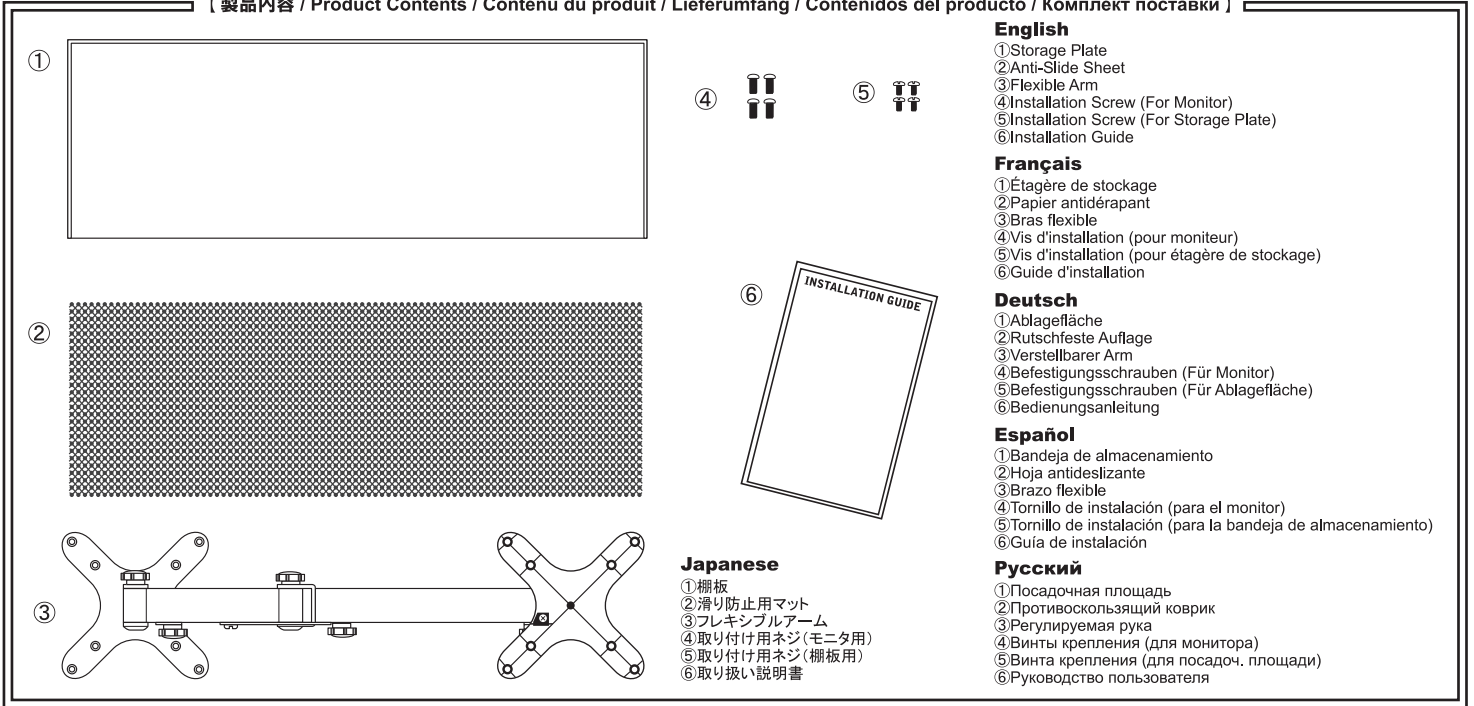 【 製品内容 / Product Contents / Contenu du produit / Lieferumfang / Contenidos del producto / Комплект поставки 】
①
②
③
④
⑤
⑥
INSTALLATION GUIDE
Japanese
①棚板
②滑り防止用マット
③フレキシブルアーム
④取り付け用ネジ（モニタ用）
⑤取り付け用ネジ（棚板用）
⑥取り扱い説明書
English
①Storage Plate
②Anti-Slide Sheet
③Flexible Arm
④Installation Screw (For Monitor)
⑤Installation Screw (For Storage Plate)
⑥Installation Guide
Français
①Étagère de stockage
②Papier antidérapant
③Bras flexible
④Vis d'installation (pour moniteur)
⑤Vis d'installation (pour étagère de stockage)
⑥Guide d'installation
Deutsch
①Ablagefläche
②Rutschfeste Auflage
③Verstellbarer Arm
④Befestigungsschrauben (Für Monitor)
⑤Befestigungsschrauben (Für Ablagefläche)
⑥Bedienungsanleitung
Español
①Bandeja de almacenamiento
②Hoja antideslizante
③Brazo flexible
④Tornillo de instalación (para el monitor)
⑤Tornillo de instalación (para la bandeja de almacenamiento)
⑥Guía de instalación
Русский
①Посадочная площадь
②Противоскользящий коврик
③Регулируемая рука
④Винты крепления (для монитора)
⑤Винта крепления (для посадоч. площади)
⑥Руководство пользователя